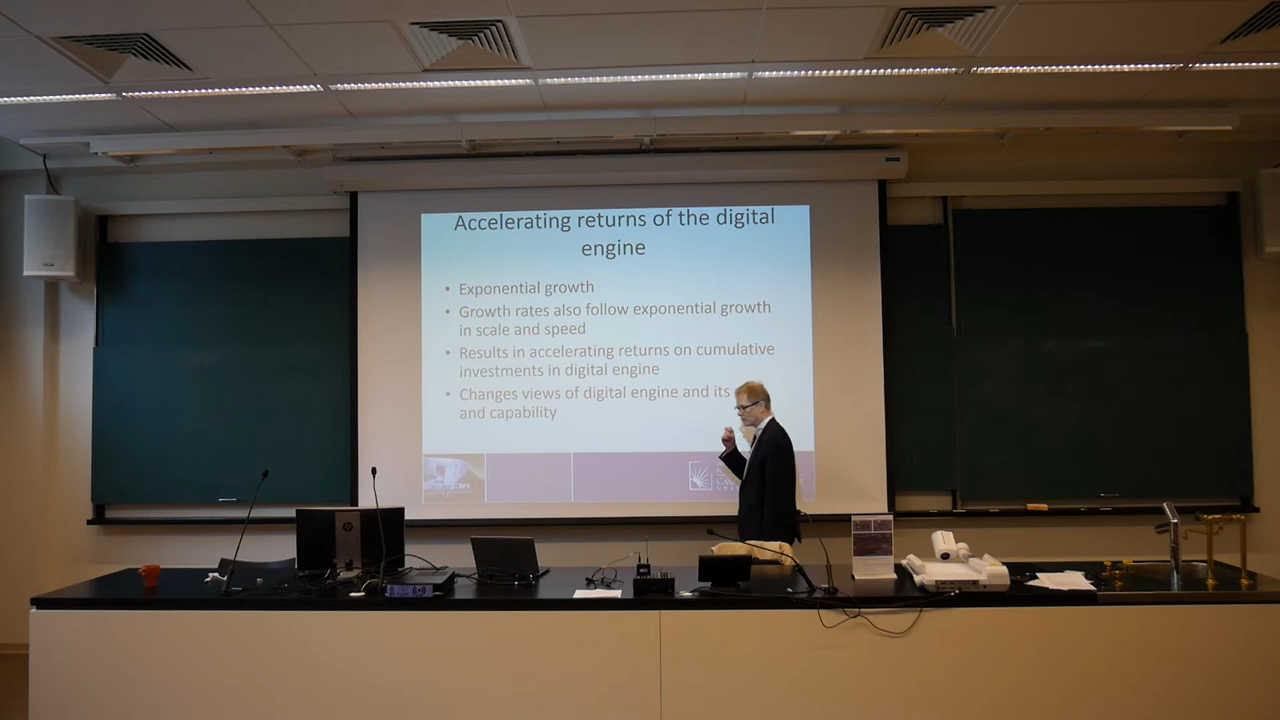 Accelerating returns of the digital
engine
• Exponential growth
• Growth rates also follow exponential growth
in scale and speed
• Results in accelerating returns on cumulative
investments in digital engine
• Changes views of digital engine and its
and capability
hp